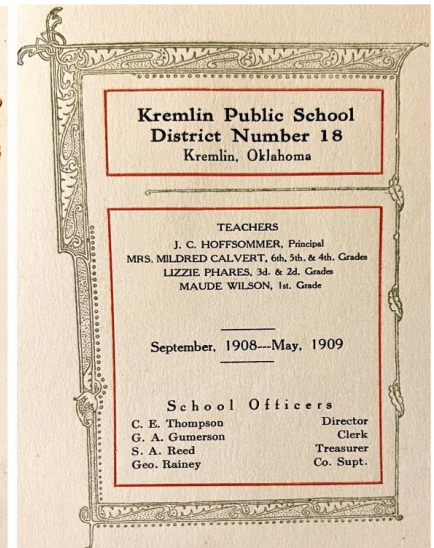 Kremlin Public School
District Number 18
Kremlin, Oklahoma
TEACHERS
J. C. HOFFSOMMER, Principal
MRS. MILDRED CALVERT, 6th, 5th. & 4th. Grades
LIZZIE PHARES, 3d. & 2d. Grades
MAUDE WILSON, 1st. Grade
September, 1908---May, 1909
School Officers
C. E. Thompson Director
G. A. Gumerson Clerk
S. A. Reed Treasurer
Geo. Rainey Co. Supt.